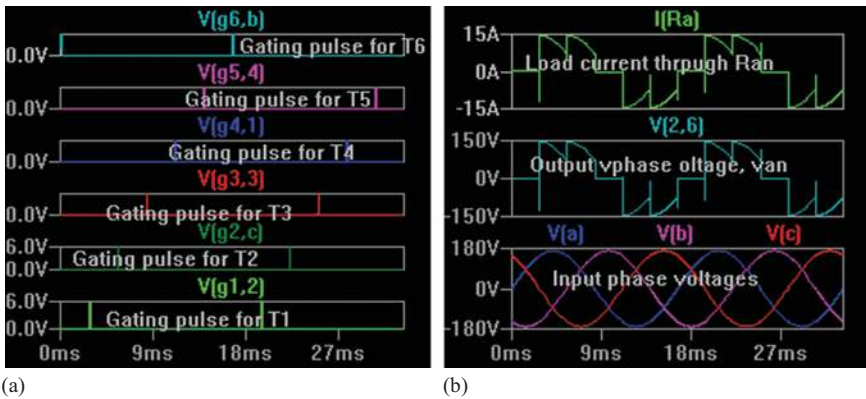 V(g6,b)
0.0V
Gating pulse for T6
V(g5,4)
0.0V
Gating pulse for T5
V(g4,1)
0.0V
Gating pulse for T4
V(g3,3)
0.0V
Gating pulse for T3
V(g2,c)
6.0V
0.0V
Gating pulse for T2
V(g1,2)
6.0V
0.0V
Gating pulse for T1
0ms 9ms 18ms 27ms
(a)
I(Ra)
15A
0A
-15A
Load current thrpugh Ran
V(2,6)
150V
0V
-150V
Output vphase oltage, van
V(a) V(b) V(c)
180V
0V
-180V
Input phase voltages
0ms 9ms 18ms 27ms
(b)